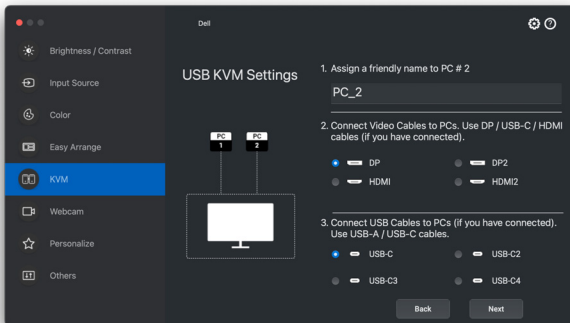 Dell
Brightness / Contrast
Input Source
Color
Easy Arrange
KVM
Webcam
Personalize
Others
USB KVM Settings
PC
1
PC
2
1. Assign a friendly name to PC # 2
PC_2
2. Connect Video Cables to PCs. Use DP / USB-C / HDMI
cables (if you have connected).
DP
DP2
HDMI
HDMI2
3. Connect USB Cables to PCs (if you have connected).
Use USB-A / USB-C cables.
USB-C
USB-C2
USB-C3
USB-C4
Back
Next